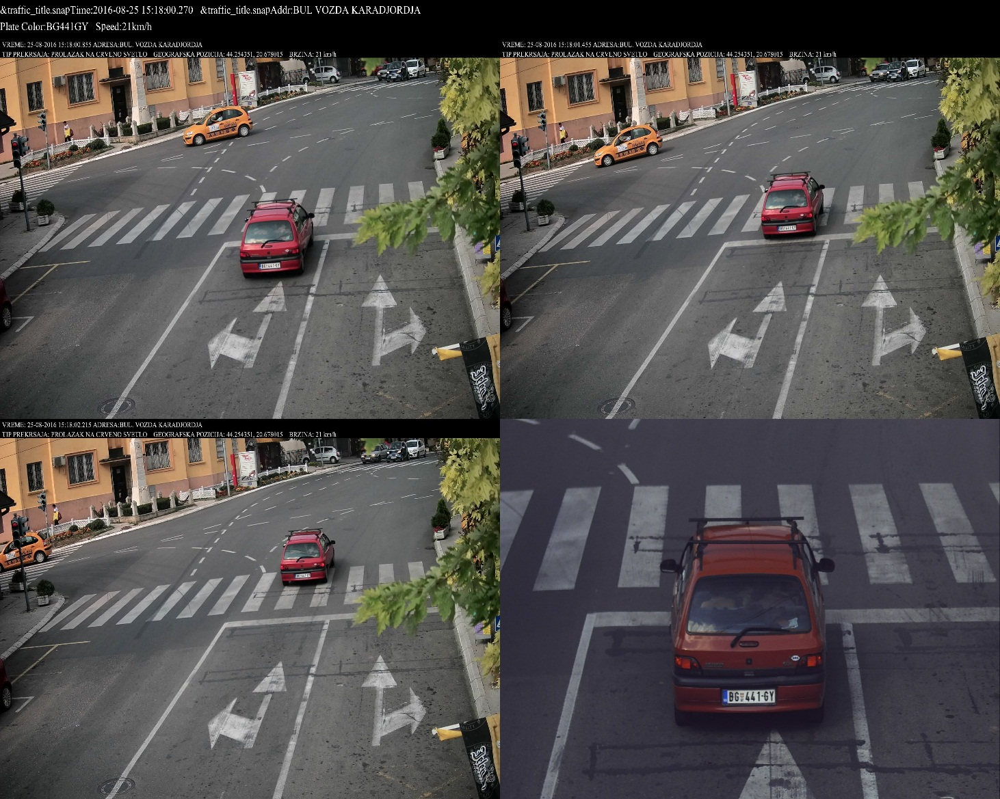 &traffic_title.snapTime:2016-08-25 15:18:00.270 &traffic_title.snapAddr:BUL VOZDA KARADJORDJA
Plate Color:BG441GY Speed:21km/h
VREME: 25-08-2016 15:18:00.855 ADRESA:BUL. VOZDA KARADJORDJA
TIP PREKRSAJA: PROLAZAK NA CRVENO SVETLO GEOGRAFSKA POZICIJA: 44.254351, 20.678015 BRZINA: 21 km/h
VREME: 25-08-2016 15:18:01.455 ADRESA:BUL. VOZDA KARADJORDJA
TIP PREKRSAJA: PROLAZAK NA CRVENO SVETLO GEOGRAFSKA POZICIJA: 44.254351, 20.678015 BRZINA: 21 km/h
BG 441-GY
BG 441-GY
VREME: 25-08-2016 15:18:02.215 ADRESA:BUL. VOZDA KARADJORDJA
TIP PREKRSAJA: PROLAZAK NA CRVENO SVETLO GEOGRAFSKA POZICIJA: 44.254351, 20.678015 BRZINA: 21 km/h
BG 441-GY
BG 441-GY